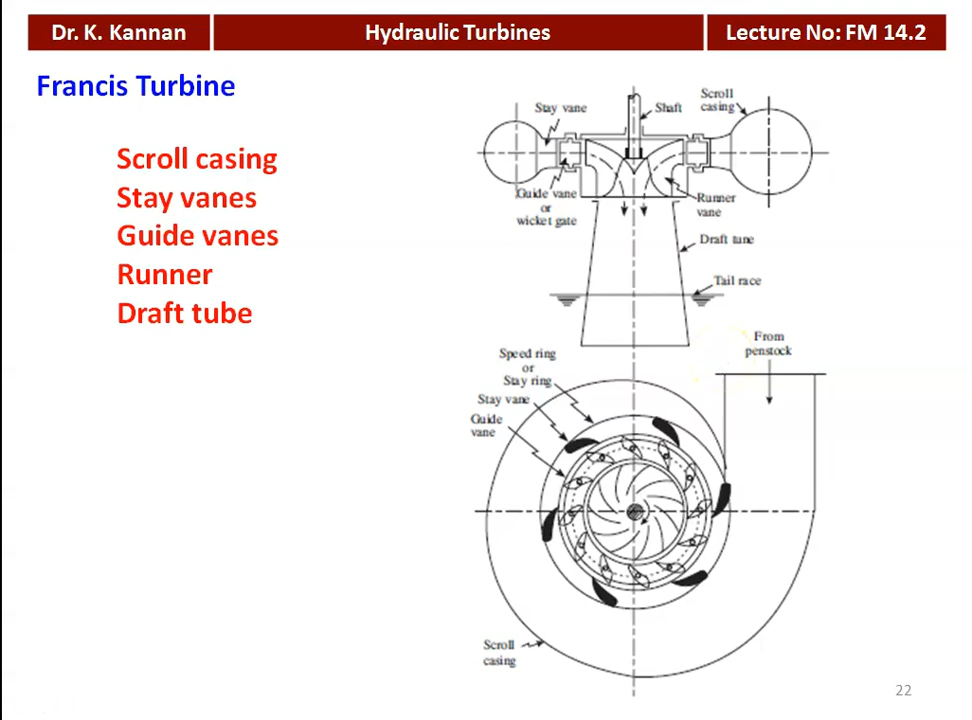 Dr. K. Kannan
Hydraulic Turbines
Lecture No: FM 14.2
Francis Turbine
Scroll casing
Stay vanes
Guide vanes
Runner
Draft tube
Stay vane
Shaft
Scroll
casing
Guide vane
or
wicket gate
Runner
vane
Draft tune
Tail race
From
penstock
Speed ring
or
Stay ring
Stay vane
Guide
vane
Scroll
casing
22